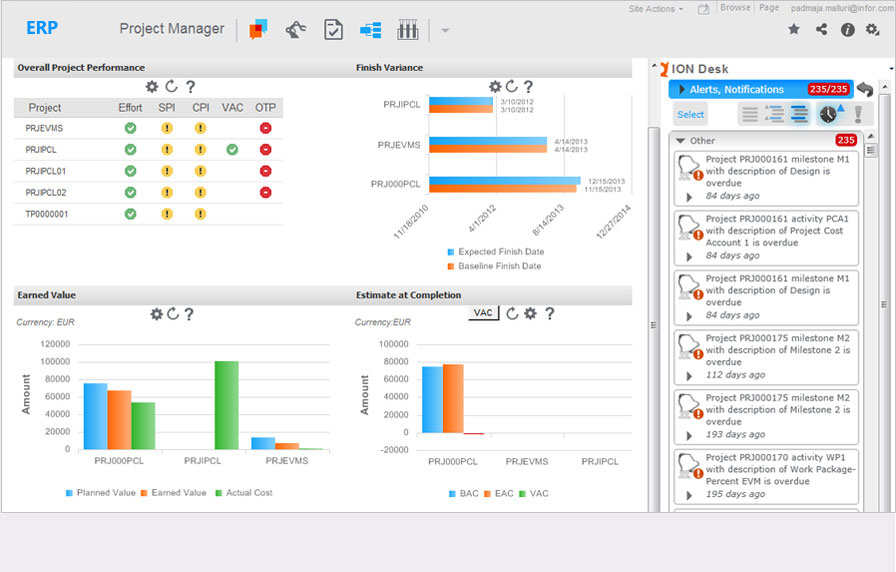 Site Actions
Browse
Page
padmaja.malluri@infor.com
ERP
Project Manager
Overall Project Performance
Project Effort SPI CPI VAC OTP
PRJEVMS
PRJIPCL
PRJIPCL01
PRJIPCL02
TP0000001
Finish Variance
PRJIPCL
3/10/2012
3/10/2012
PRJEVMS
4/14/2013
4/14/2013
PRJ000PCL
12/15/2013
11/15/2013
11/18/2010
4/1/2012
8/14/2013
12/27/2014
Expected Finish Date
Baseline Finish Date
Earned Value
Currency: EUR
Amount
120000
100000
80000
60000
40000
20000
0
PRJ000PCL PRJIPCL PRJEVMS
Planned Value Earned Value Actual Cost
Estimate at Completion
Currency:EUR
VAC
Amount
100000
80000
60000
40000
20000
0
-20000
PRJ000PCL PRJEVMS PRJIPCL
BAC EAC VAC
ION Desk
Alerts, Notifications 235/235
Select
Other 235
Project PRJ000161 milestone M1
with description of Design is
overdue
84 days ago
Project PRJ000161 activity PCA1
with description of Project Cost
Account 1 is overdue
84 days ago
Project PRJ000161 milestone M1
with description of Design is
overdue
84 days ago
Project PRJ000175 milestone M2
with description of Milestone 2 is
overdue
112 days ago
Project PRJ000175 milestone M2
with description of Milestone 2 is
overdue
193 days ago
Project PRJ000170 activity WP1
with description of Work Package-
Percent EVM is overdue
195 days ago